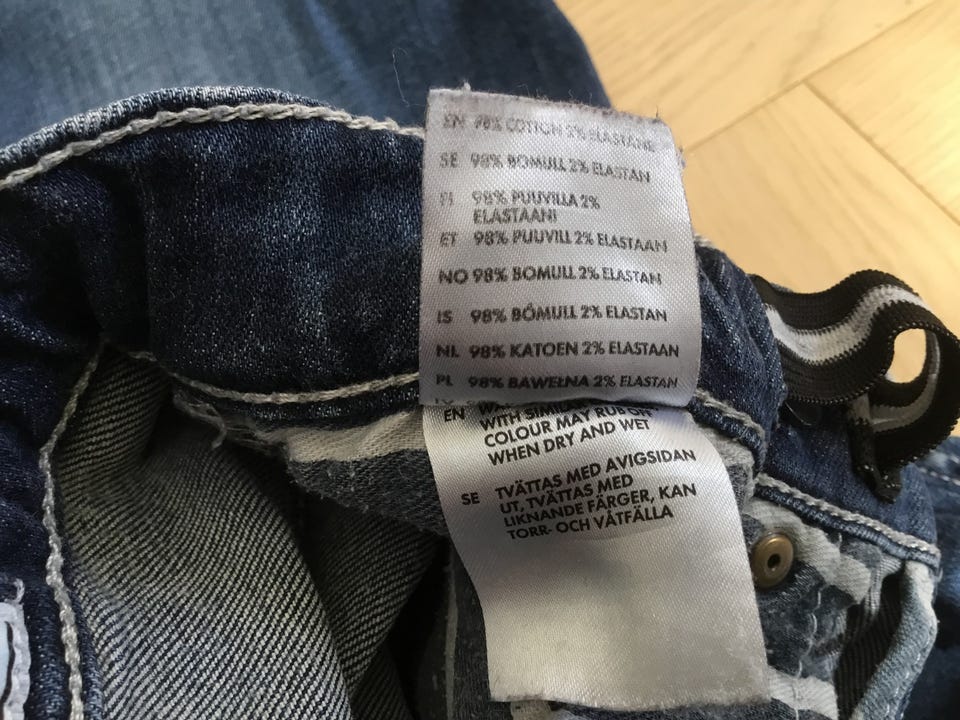 EN 98% COTTON 2% ELASTANE
SE 98% BOMULL 2% ELASTAN
FI 98% PUUVILLA 2%
ELASTAANI
ET 98% PUUVILL 2% ELASTAAN
NO 98% BOMULL 2% ELASTAN
IS 98% BÓMULL 2% ELASTAN
NL 98% KATOEN 2% ELASTAAN
PL 98% BAWEŁNA 2% ELASTAN
EN
WITH
COLOUR MAY RUB OFF
WHEN DRY AND WET
SE TVÄTTAS MED AVIGSIDAN
UT, TVÄTTAS MED
LIKNANDE FÄRGER, KAN
TORR- OCH VÅTFÄLLA